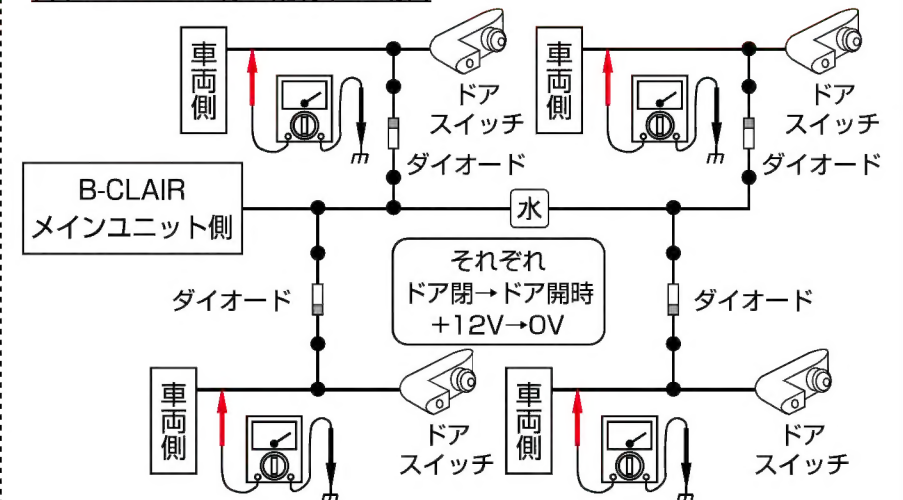 車両側
ドア
スイッチ
ダイオード
車両側
ドア
スイッチ
ダイオード
B-CLAIR
メインユニット側
水
それぞれ
ドア閉→ドア開時
+12V→0V
ダイオード
ダイオード
車両側
ドア
スイッチ
車両側
ドア
スイッチ